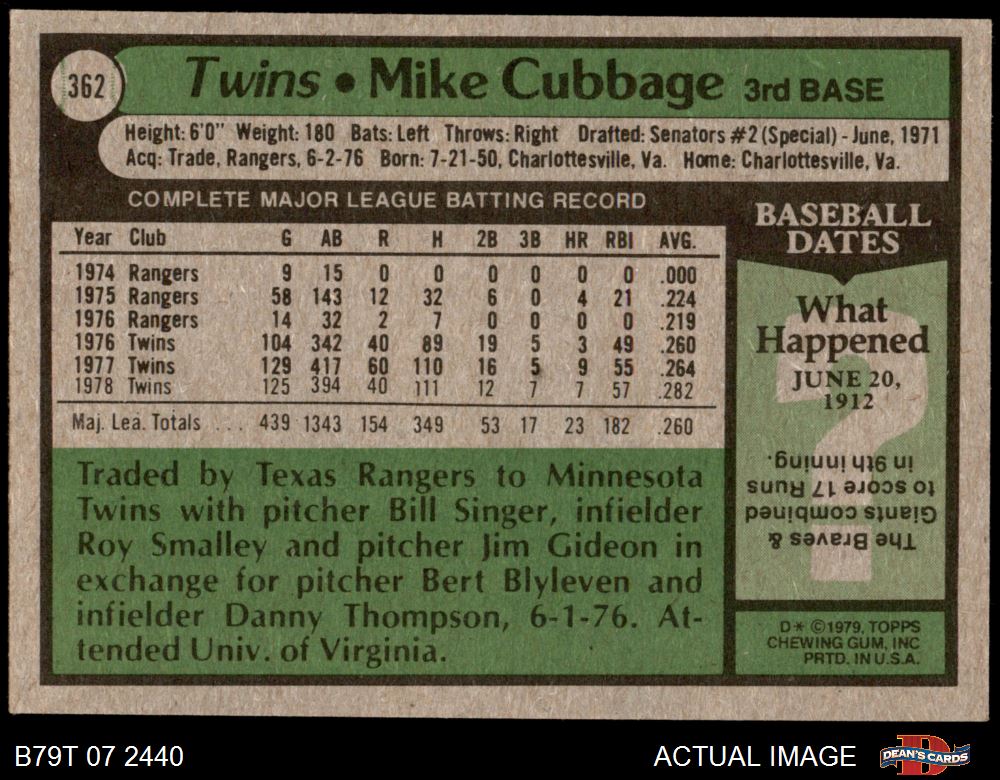 362
Twins • Mike Cubbage 3rd BASE
Height: 6'0" Weight: 180 Bats: Left Throws: Right Drafted: Senators #2 (Special) - June, 1971
Acq: Trade, Rangers, 6-2-76 Born: 7-21-50, Charlottesville, Va. Home: Charlottesville, Va.
COMPLETE MAJOR LEAGUE BATTING RECORD
Year Club G AB R H 2B 3B HR RBI AVG.
1974 Rangers 9 15 0 0 0 0 0 0 .000
1975 Rangers 58 143 12 32 6 0 4 21 .224
1976 Rangers 14 32 2 7 0 0 0 0 .219
1976 Twins 104 342 40 89 19 5 3 49 .260
1977 Twins 129 417 60 110 16 5 9 55 .264
1978 Twins 125 394 40 111 12 7 7 57 .282
Maj. Lea. Totals ... 439 1343 154 349 53 17 23 182 .260
Traded by Texas Rangers to Minnesota
Twins with pitcher Bill Singer, infielder
Roy Smalley and pitcher Jim Gideon in
exchange for pitcher Bert Blyleven and
infielder Danny Thompson, 6-1-76. At-
tended Univ. of Virginia.
BASEBALL
DATES
What
Happened
JUNE 20,
1912
?
The Braves &
Giants combined
to score 17 Runs
in 9th inning.
D* ©1979, TOPPS
CHEWING GUM, INC
PRTD. IN U.S.A.
B79T 07 2440
ACTUAL IMAGE
D
DEAN'S CARDS